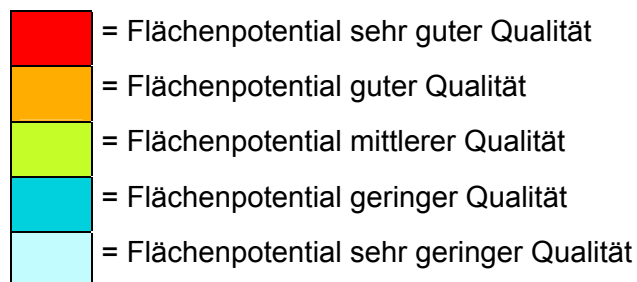 = Flächenpotential sehr guter Qualität
= Flächenpotential guter Qualität
= Flächenpotential mittlerer Qualität
= Flächenpotential geringer Qualität
= Flächenpotential sehr geringer Qualität